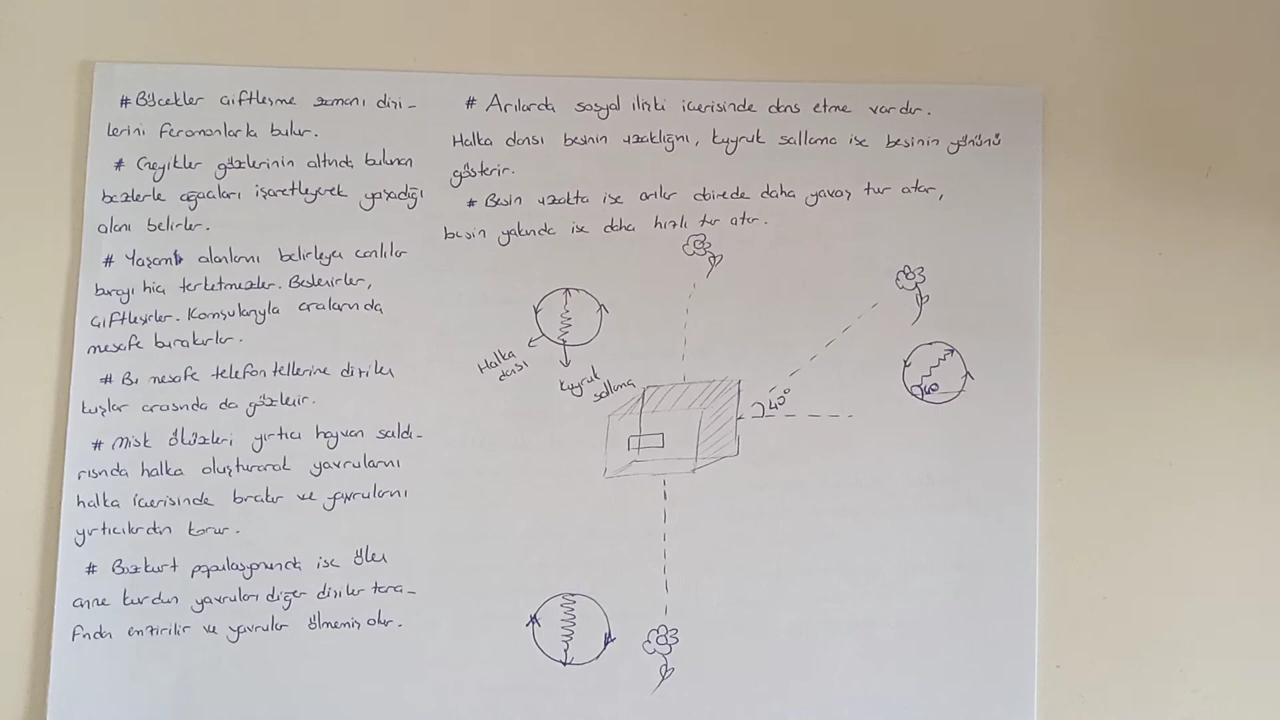 # Böcekler çiftleşme zamanı dişi-
lerini feromonlarla bulur.
# Geyikler gözlerinin altında bulunan
bezlerle ağaçları işaretleyerek yaşadığı
alanı belirler.
# Yaşam alanlarını belirleyen canlılar
burayı hiç terketmezler. Beslenirler,
çiftleşirler. Komşularıyla aralarında
mesafe bırakırlar.
# Bu mesafe telefon tellerine dizilen
kuşlar arasında da gözlenir.
# Misk öküzleri yırtıcı hayvan saldı-
rısında halka oluşturarak yavrularını
halka içerisinde bırakır ve yavrularını
yırtıcılardan korur.
# Bozkurt populasyonunda ise ölen
anne kurdun yavruları diğer dişiler tara-
fından emzirilir ve yavrular ölmemiş olur.
# Arılarda sosyal ilişki içerisinde dans etme vardır.
Halka dansı besinin uzaklığını, kuyruk sallama ise besinin yönünü
gösterir.
# Besin uzakta ise arılar dairede daha yavaş tur atar,
besin yakında ise daha hızlı tur atar.
Halka
dansı
Kuyruk
sallama
40°
40